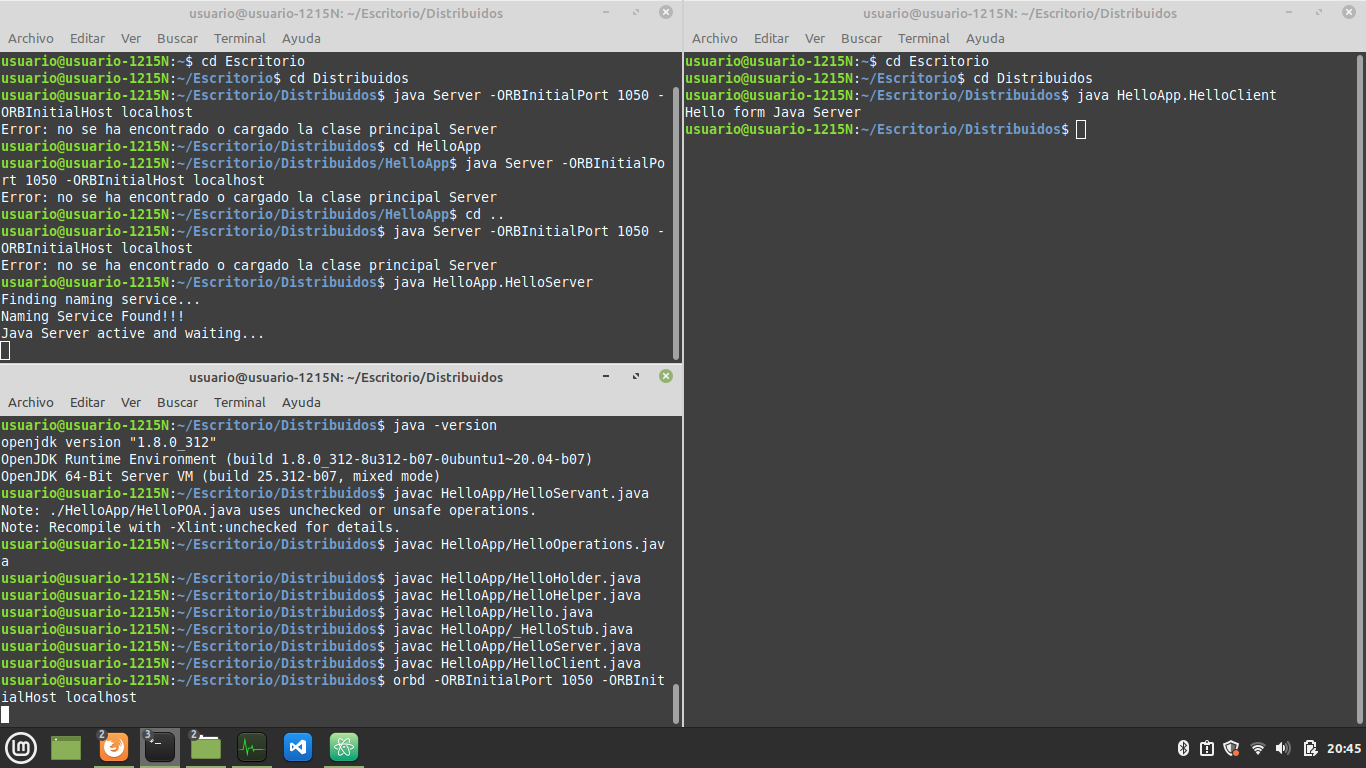 usuario@usuario-1215N: ~/Escritorio/Distribuidos
Archivo Editar Ver Buscar Terminal Ayuda
usuario@usuario-1215N:~$ cd Escritorio
usuario@usuario-1215N:~/Escritorio$ cd Distribuidos
usuario@usuario-1215N:~/Escritorio/Distribuidos$ java Server -ORBInitialPort 1050 -
ORBInitialHost localhost
Error: no se ha encontrado o cargado la clase principal Server
usuario@usuario-1215N:~/Escritorio/Distribuidos$ cd HelloApp
usuario@usuario-1215N:~/Escritorio/Distribuidos/HelloApp$ java Server -ORBInitialPo
rt 1050 -ORBInitialHost localhost
Error: no se ha encontrado o cargado la clase principal Server
usuario@usuario-1215N:~/Escritorio/Distribuidos/HelloApp$ cd ..
usuario@usuario-1215N:~/Escritorio/Distribuidos$ java Server -ORBInitialPort 1050 -
ORBInitialHost localhost
Error: no se ha encontrado o cargado la clase principal Server
usuario@usuario-1215N:~/Escritorio/Distribuidos$ java HelloApp.HelloServer
Finding naming service...
Naming Service Found!!!
Java Server active and waiting...
usuario@usuario-1215N: ~/Escritorio/Distribuidos
Archivo Editar Ver Buscar Terminal Ayuda
usuario@usuario-1215N:~$ cd Escritorio
usuario@usuario-1215N:~/Escritorio$ cd Distribuidos
usuario@usuario-1215N:~/Escritorio/Distribuidos$ java HelloApp.HelloClient
Hello form Java Server
usuario@usuario-1215N:~/Escritorio/Distribuidos$
usuario@usuario-1215N: ~/Escritorio/Distribuidos
Archivo Editar Ver Buscar Terminal Ayuda
usuario@usuario-1215N:~/Escritorio/Distribuidos$ java -version
openjdk version "1.8.0_312"
OpenJDK Runtime Environment (build 1.8.0_312-8u312-b07-0ubuntu1~20.04-b07)
OpenJDK 64-Bit Server VM (build 25.312-b07, mixed mode)
usuario@usuario-1215N:~/Escritorio/Distribuidos$ javac HelloApp/HelloServant.java
Note: ./HelloApp/HelloPOA.java uses unchecked or unsafe operations.
Note: Recompile with -Xlint:unchecked for details.
usuario@usuario-1215N:~/Escritorio/Distribuidos$ javac HelloApp/HelloOperations.jav
a
usuario@usuario-1215N:~/Escritorio/Distribuidos$ javac HelloApp/HelloHolder.java
usuario@usuario-1215N:~/Escritorio/Distribuidos$ javac HelloApp/HelloHelper.java
usuario@usuario-1215N:~/Escritorio/Distribuidos$ javac HelloApp/Hello.java
usuario@usuario-1215N:~/Escritorio/Distribuidos$ javac HelloApp/_HelloStub.java
usuario@usuario-1215N:~/Escritorio/Distribuidos$ javac HelloApp/HelloServer.java
usuario@usuario-1215N:~/Escritorio/Distribuidos$ javac HelloApp/HelloClient.java
usuario@usuario-1215N:~/Escritorio/Distribuidos$ orbd -ORBInitialPort 1050 -ORBInit
ialHost localhost
2 3 2 20:45